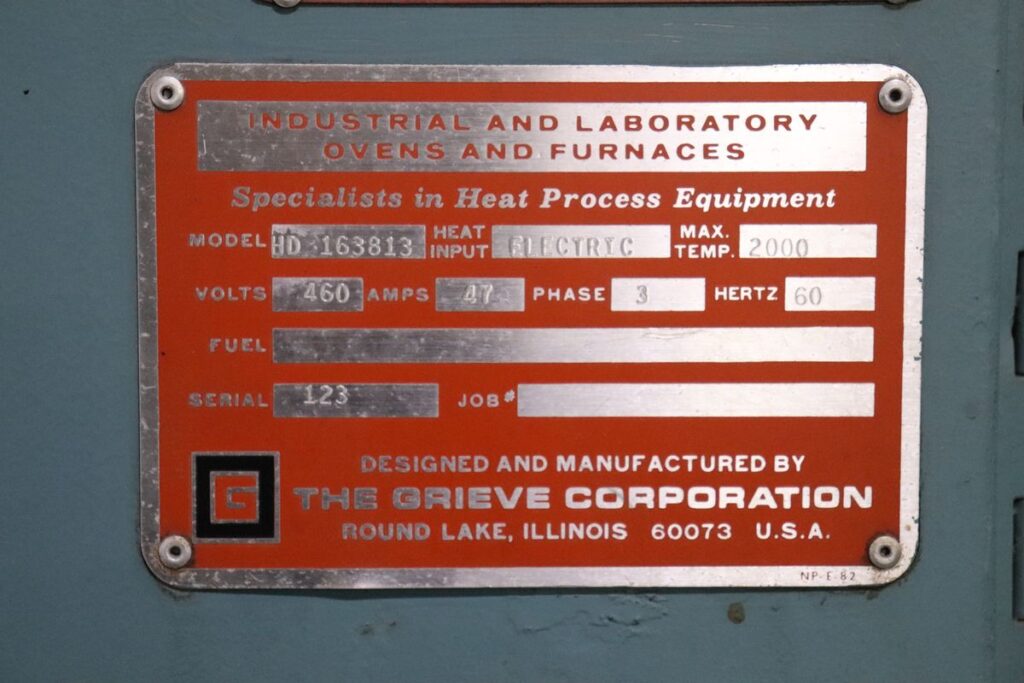 INDUSTRIAL AND LABORATORY
OVENS AND FURNACES
Specialists in Heat Process Equipment
MODEL HD 163813 HEAT INPUT ELECTRIC MAX. TEMP. 2000
VOLTS 460 AMPS 47 PHASE 3 HERTZ 60
FUEL
SERIAL 123 JOB#
G
DESIGNED AND MANUFACTURED BY
THE GRIEVE CORPORATION
ROUND LAKE, ILLINOIS 60073 U.S.A.
NP-E-82